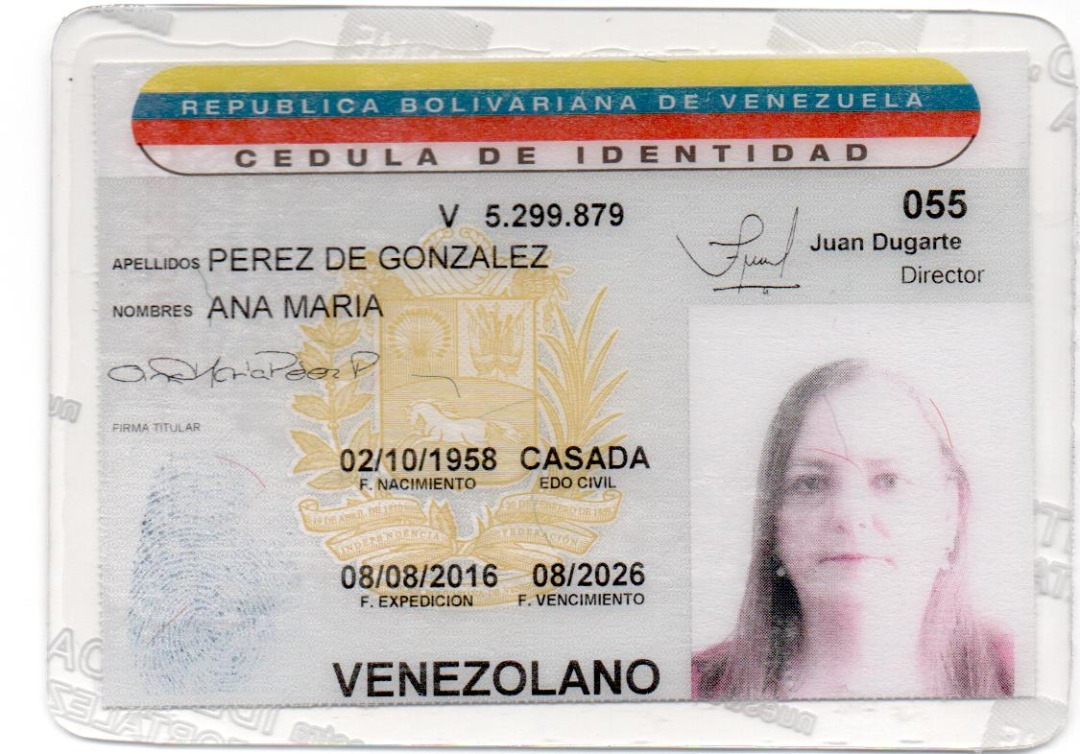 REPUBLICA BOLIVARIANA DE VENEZUELA
CEDULA DE IDENTIDAD
V 5.299.879
055
Juan Dugarte
Director
APELLIDOS PEREZ DE GONZALEZ
NOMBRES ANA MARIA
FIRMA TITULAR
02/10/1958 CASADA
F. NACIMIENTO EDO CIVIL
INDEPENDENCIA FEDERACIÓN
08/08/2016 08/2026
F. EXPEDICION F. VENCIMIENTO
VENEZOLANO